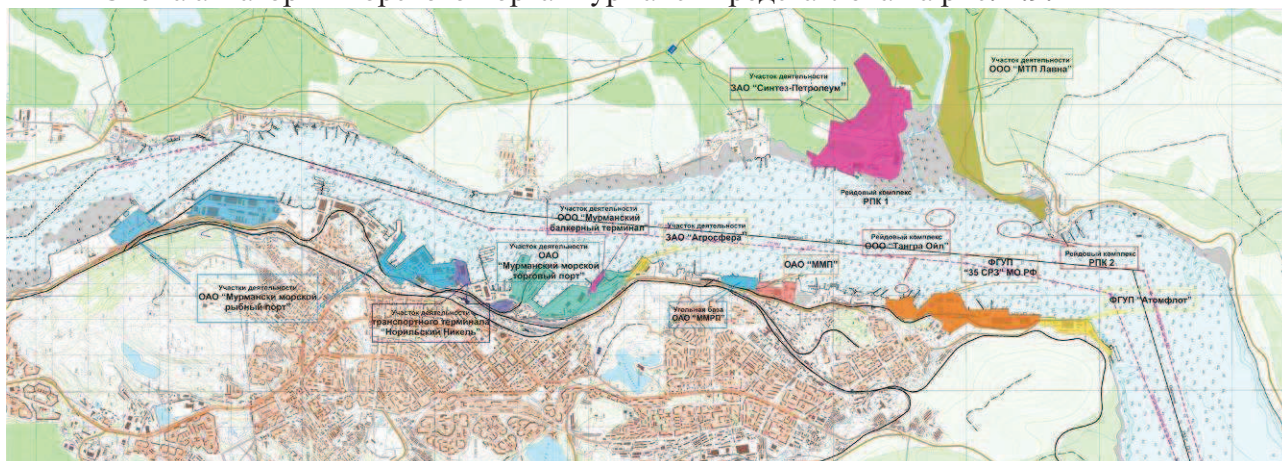 Участок деятельности
ООО "МТП Лавна"
Участок деятельности
ЗАО "Синтез-Петролеум"
Рейдовый комплекс
РПК 1
Участок деятельности
ООО "Мурманский
балкерный терминал"
Участок деятельности
ЗАО "Агросфера"
Рейдовый комплекс
ООО "Тангра Ойл"
Рейдовый комплекс
РПК 2
Участок деятельности
ОАО
"Мурманский морской
торговый порт"
ОАО "ММП"
ФГУП
"35 СРЗ" МО РФ
ФГУП "Атомфлот"
Участок деятельности
ОАО "Мурмански морской
рыбный порт"
Участок деятельности
транспортного терминала
"Норильский Никель"
Угольная база
ОАО "ММРП"